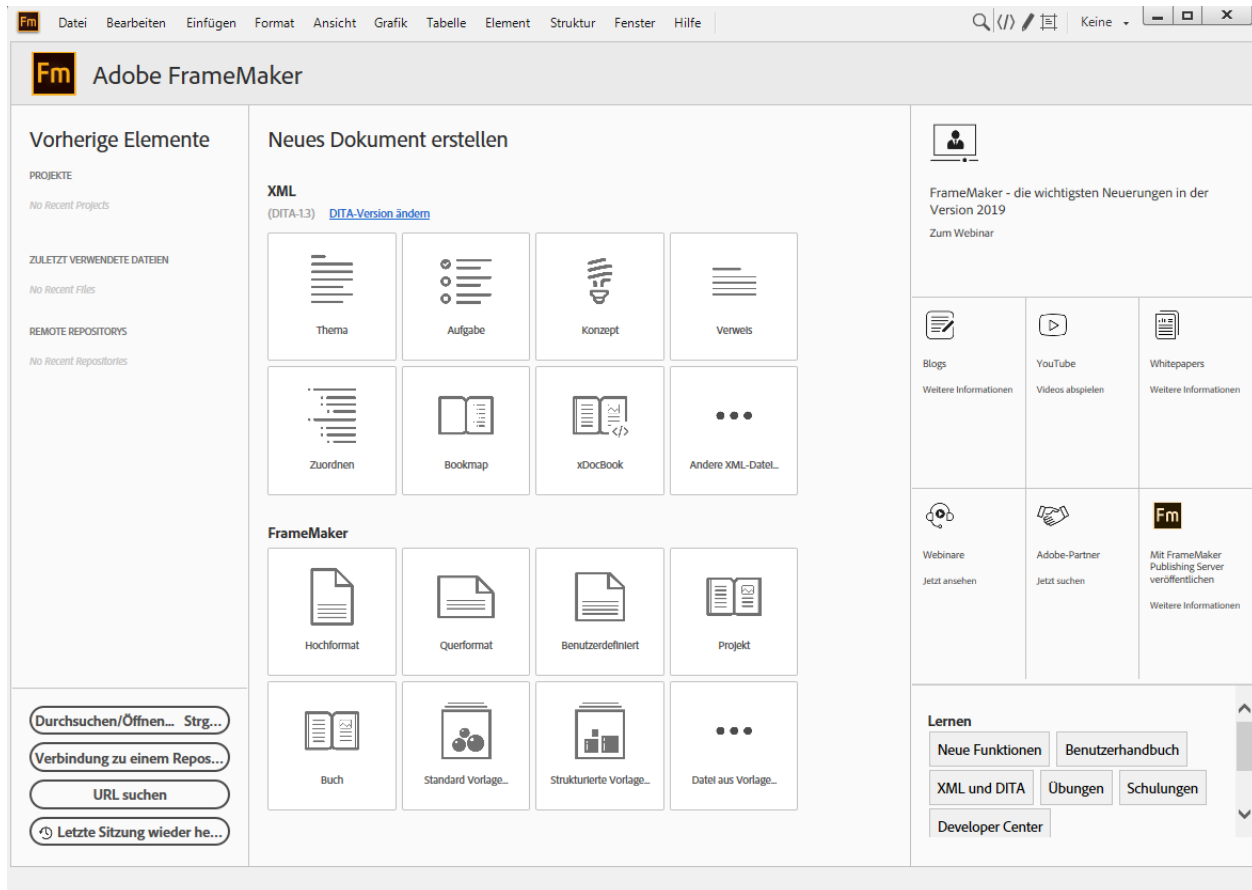 Fm Datei Bearbeiten Einfügen Format Ansicht Grafik Tabelle Element Struktur Fenster Hilfe Keine
Fm Adobe FrameMaker
Vorherige Elemente
PROJEKTE
No Recent Projects
ZULETZT VERWENDETE DATEIEN
No Recent Files
REMOTE REPOSITORYS
No Recent Repositories
Durchsuchen/Öffnen... Strg...
Verbindung zu einem Repos...
URL suchen
Letzte Sitzung wieder he...
Neues Dokument erstellen
XML
(DITA-1.3) DITA-Version ändern
Thema Aufgabe Konzept Verweis
Zuordnen Bookmap xDocBook Andere XML-Datei...
FrameMaker
Hochformat Querformat Benutzerdefiniert Projekt
Buch Standard Vorlage... Strukturierte Vorlage... Datei aus Vorlage...
FrameMaker - die wichtigsten Neuerungen in der
Version 2019
Zum Webinar
Blogs YouTube Whitepapers
Weitere Informationen Videos abspielen Weitere Informationen
Fm
Webinare Adobe-Partner Mit FrameMaker
Publishing Server
veröffentlichen
Jetzt ansehen Jetzt suchen
Weitere Informationen
Lernen
Neue Funktionen Benutzerhandbuch
XML und DITA Übungen Schulungen
Developer Center